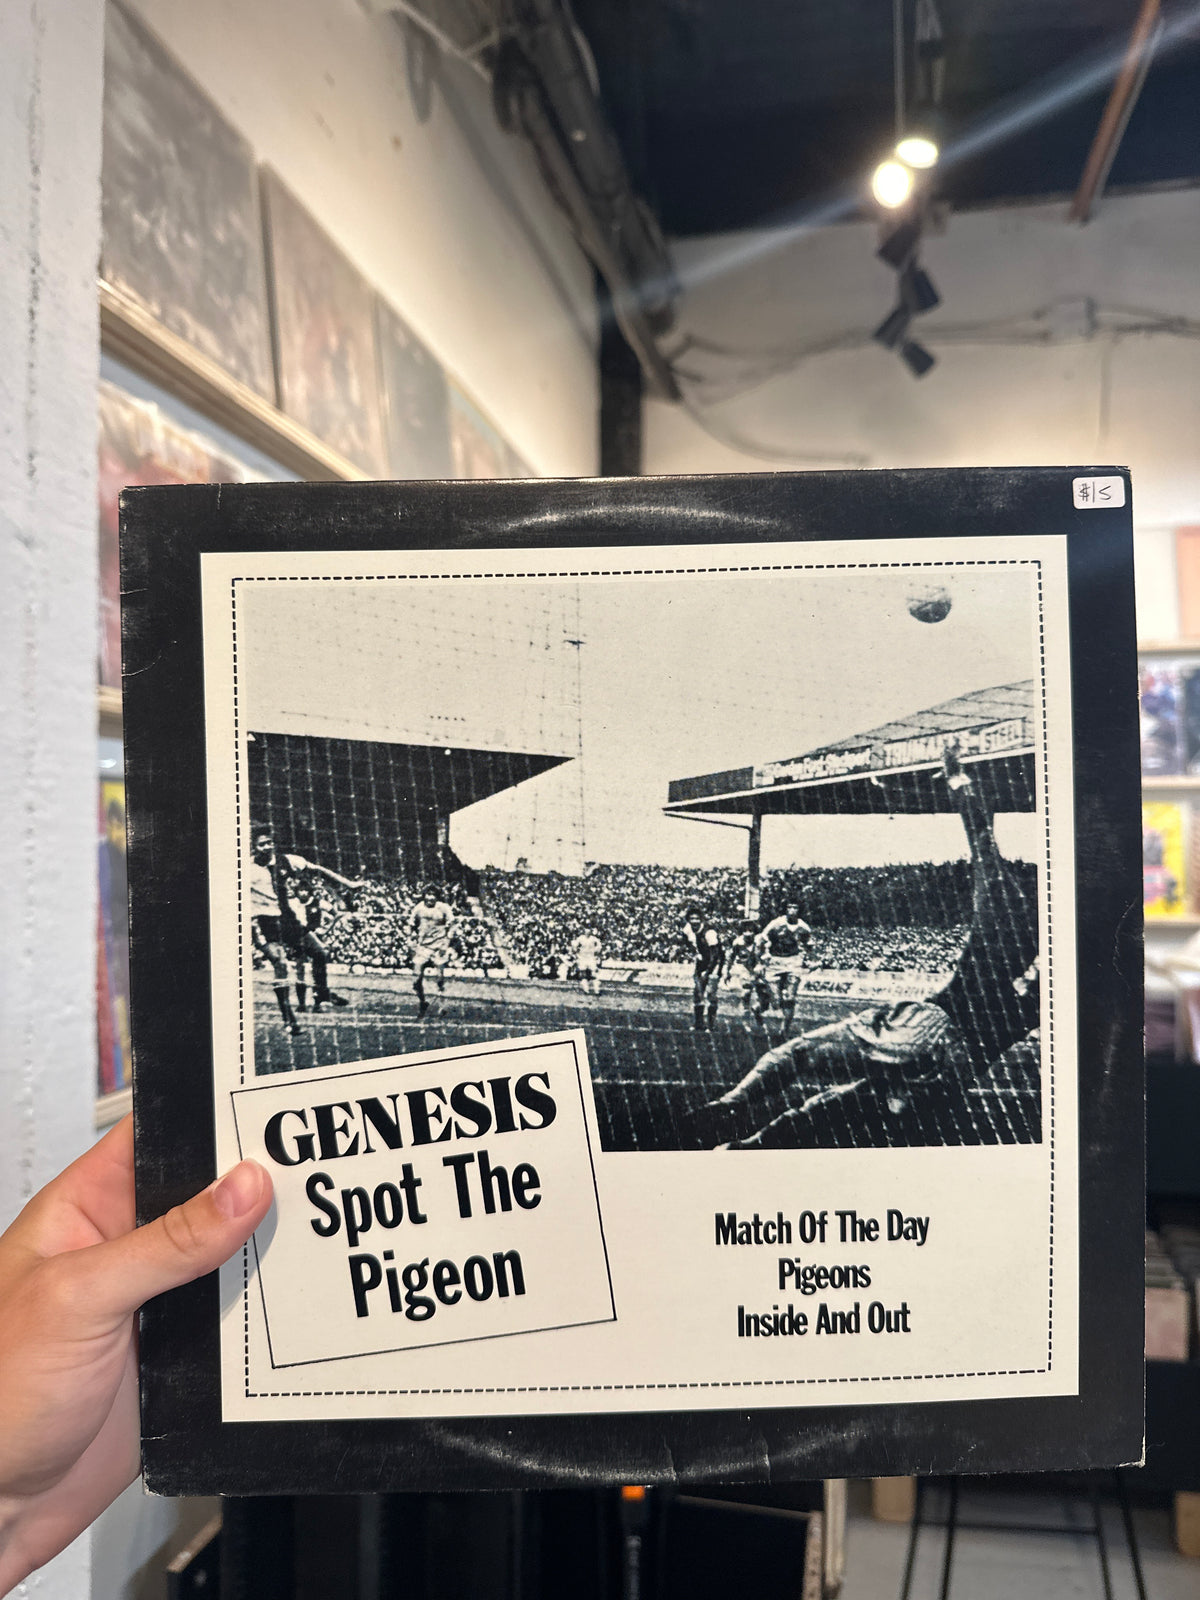 $15
GENESIS
Spot The
Pigeon
Match Of The Day
Pigeons
Inside And Out